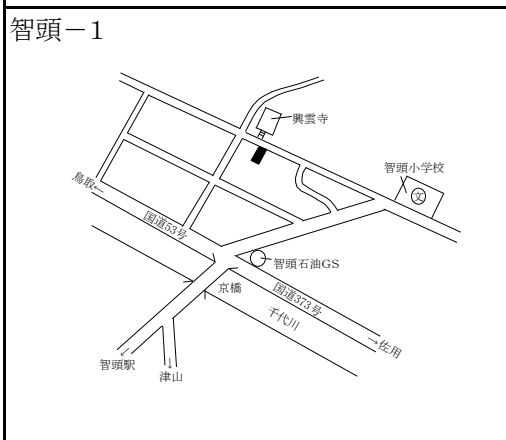 智頭－1
興雲寺
智頭小学校
文
鳥取←
国道53号
智頭石油GS
京橋
国道373号
千代川
→佐用
智頭駅
津山